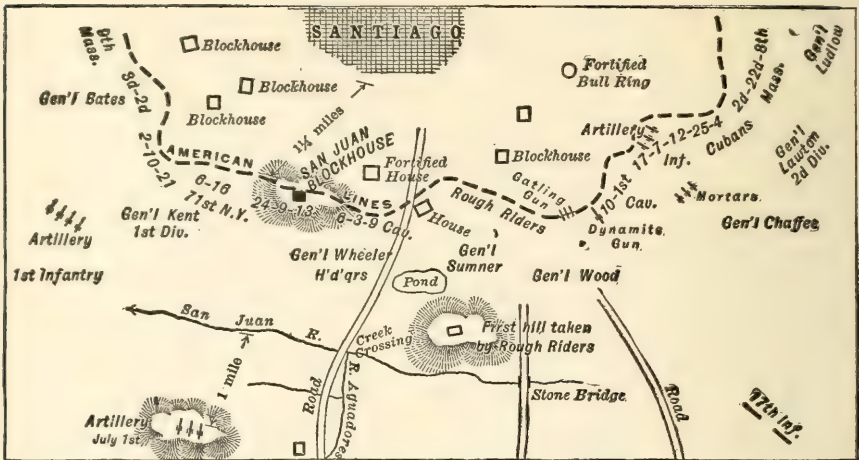 SANTIAGO
9th Mass.
Blockhouse
Gen'l Bates
3d-2d
Blockhouse
Blockhouse
1½ miles
Fortified Bull Ring
2d-22d-8th Mass.
Gen'l Ludlow
2-10-21
AMERICAN
LINES
SAN JUAN BLOCKHOUSE
Fortified House
Blockhouse
Artillery
17-7-12-25-4
Inf.
Cubans
Gen'l Lawton
2d Div.
6-16
71st N.Y.
24-9-13
6-3-9 Cav.
House
Rough Riders
Gatling Gun
10-1st Cav.
Mortars
Dynamite Gun
Gen'l Chaffee
Artillery
1st Infantry
Gen'l Kent
1st Div.
Gen'l Wheeler
H'd'qrs
Gen'l Sumner
Gen'l Wood
Pond
San Juan R.
1 mile
Creek Crossing
First hill taken
by Rough Riders
Road
R. Aguadores
Stone Bridge
Road
Artillery
July 1st